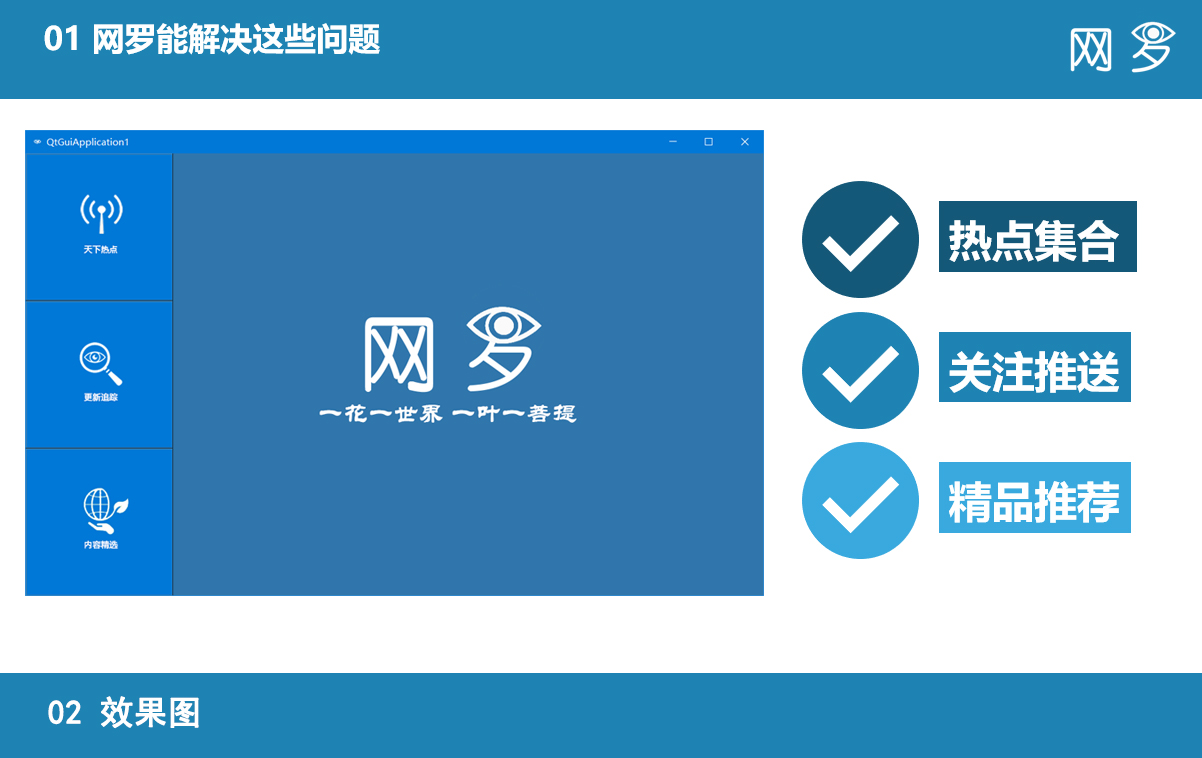 01 网罗能解决这些问题
网罗
QtGuiApplication1
天下热点
更新追踪
内容精选
网罗
一花一世界 一叶一菩提
热点集合
关注推送
精品推荐
02 效果图